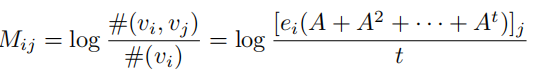 M_{ij} = \log \frac{\#(v_i, v_j)}{\#(v_i)} = \log \frac{[e_i(A + A^2 + \cdots + A^t)]_j}{t}